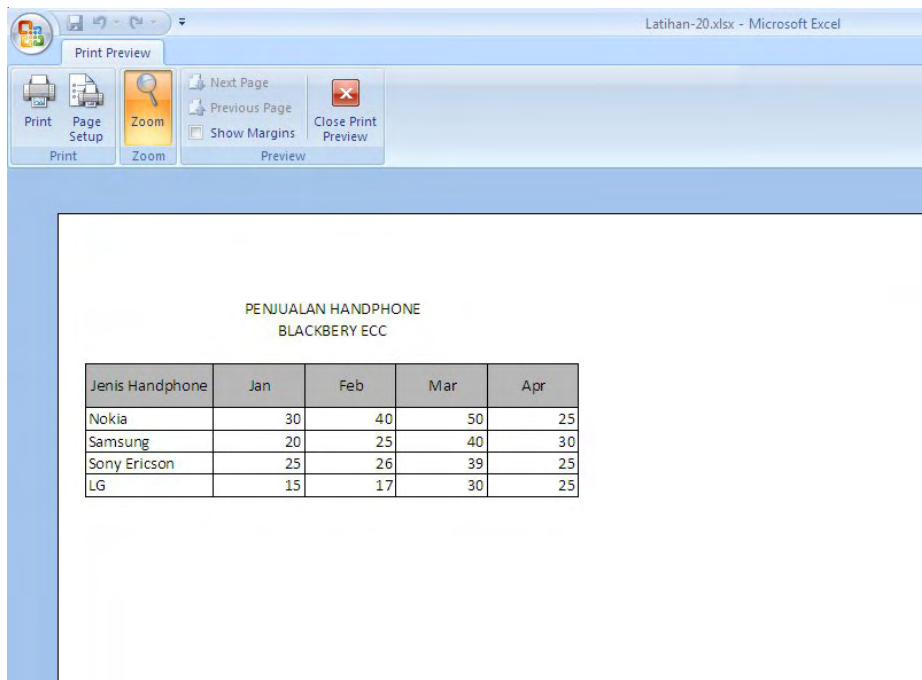 Latihan-20.xlsx - Microsoft Excel
Print Preview
Print
Page Setup
Zoom
Next Page
Previous Page
Show Margins
Close Print Preview
Print
Zoom
Preview
PENJUALAN HANDPHONE
BLACKBERY ECC
Jenis Handphone Jan Feb Mar Apr
Nokia 30 40 50 25
Samsung 20 25 40 30
Sony Ericson 25 26 39 25
LG 15 17 30 25